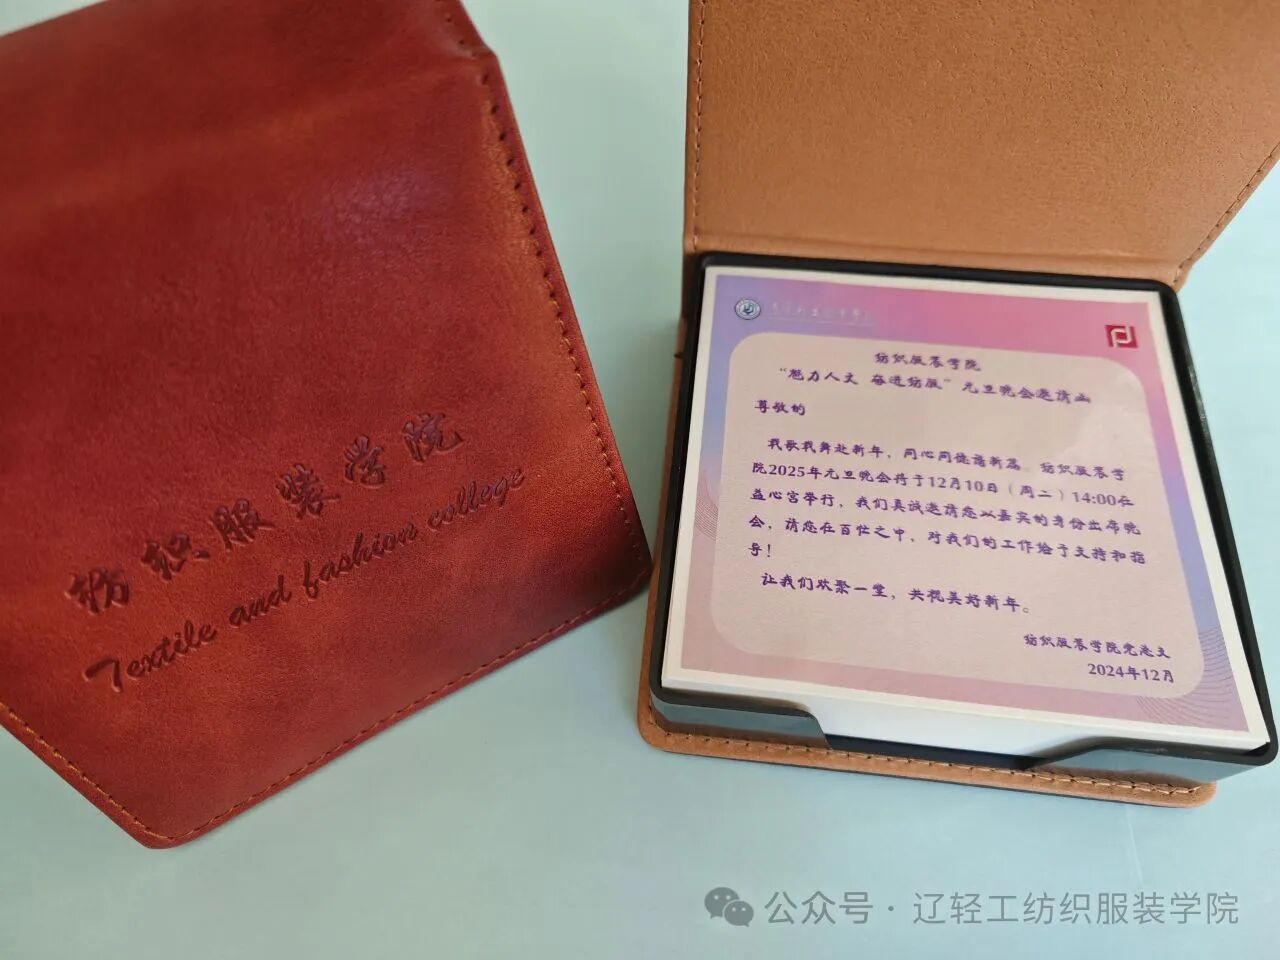 纺织服装学院
Textile and fashion college
纺织服装学院
“魅力人文 奋进纺服”元旦晚会邀请函
尊敬的
载歌载舞赴新年，同心同德谱新篇。纺织服装学
院2025年元旦晚会将于12月10日（周二）14:00在
益心宫举行，我们真诚邀请您以嘉宾的身份出席晚
会，请您在百忙之中，对我们的工作给予支持和指
导！
让我们欢聚一堂，共祝美好新年。
纺织服装学院党总支
2024年12月
公众号 · 辽轻工纺织服装学院